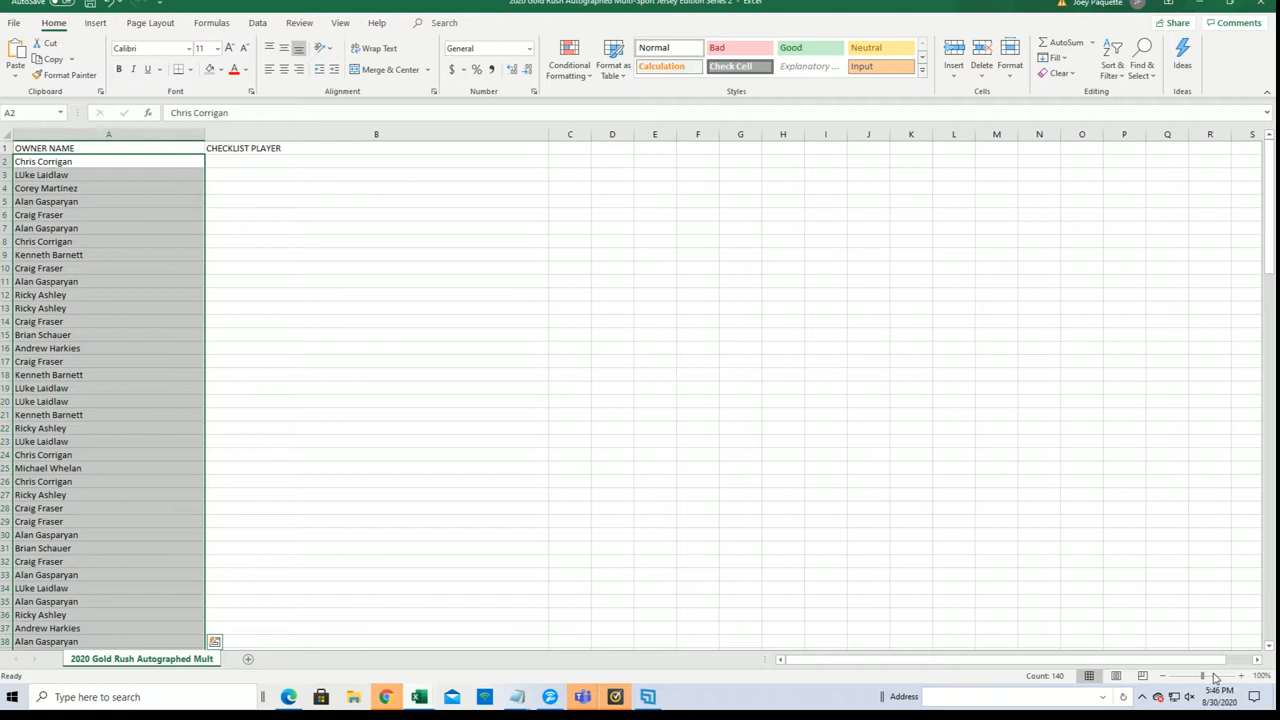 AutoSave Off 2020 Gold Rush Autographed Multi-Sport Jersey Edition Series 2 - Excel Joey Paquette JP
File Home Insert Page Layout Formulas Data Review View Help Search Share Comments
Paste Cut Copy Format Painter Clipboard
Calibri 11 A A B I U A Font
Wrap Text Merge & Center Alignment
General $ % , Number
Conditional Formatting Format as Table
Normal Bad Good Neutral
Calculation Check Cell Explanatory ... Input
Styles
Insert Delete Format Cells
AutoSum Fill Clear Sort & Filter Find & Select Editing
Ideas Ideas
A2 fx Chris Corrigan
A B C D E F G H I J K L M N O P Q R S
1 OWNER NAME CHECKLIST PLAYER
2 Chris Corrigan
3 LUke Laidlaw
4 Corey Martinez
5 Alan Gasparyan
6 Craig Fraser
7 Alan Gasparyan
8 Chris Corrigan
9 Kenneth Barnett
10 Craig Fraser
11 Alan Gasparyan
12 Ricky Ashley
13 Ricky Ashley
14 Craig Fraser
15 Brian Schauer
16 Andrew Harkies
17 Craig Fraser
18 Kenneth Barnett
19 LUke Laidlaw
20 LUke Laidlaw
21 Kenneth Barnett
22 Ricky Ashley
23 LUke Laidlaw
24 Chris Corrigan
25 Michael Whelan
26 Chris Corrigan
27 Ricky Ashley
28 Craig Fraser
29 Craig Fraser
30 Alan Gasparyan
31 Brian Schauer
32 Craig Fraser
33 Alan Gasparyan
34 LUke Laidlaw
35 Alan Gasparyan
36 Ricky Ashley
37 Andrew Harkies
38 Alan Gasparyan
2020 Gold Rush Autographed Mult
Ready Count: 140 100%
Type here to search Address 5:46 PM
8/30/2020